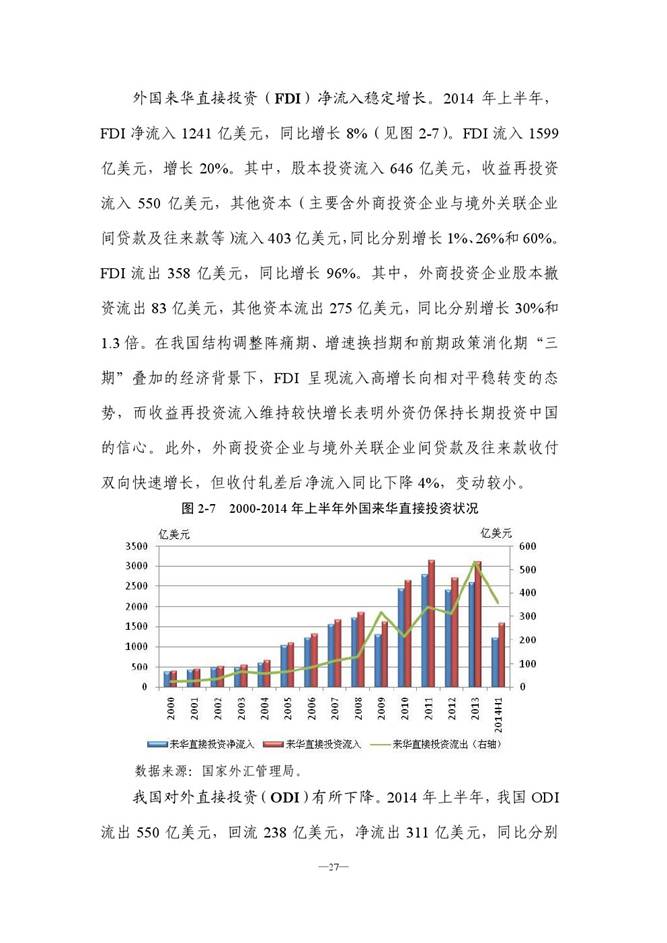 外国来华直接投资（FDI）净流入稳定增长。2014 年上半年，
FDI 净流入 1241 亿美元，同比增长 8%（见图 2-7）。FDI 流入 1599
亿美元，增长 20%。其中，股本投资流入 646 亿美元，收益再投资
流入 550 亿美元，其他资本（主要含外商投资企业与境外关联企业
间贷款及往来款等）流入 403 亿美元，同比分别增长 1%、26%和 60%。
FDI 流出 358 亿美元，同比增长 96%。其中，外商投资企业股本撤
资流出 83 亿美元，其他资本流出 275 亿美元，同比分别增长 30%和
1.3 倍。在我国结构调整阵痛期、增速换挡期和前期政策消化期“三
期”叠加的经济背景下，FDI 呈现流入高增长向相对平稳转变的态
势，而收益再投资流入维持较快增长表明外资仍保持长期投资中国
的信心。此外，外商投资企业与境外关联企业间贷款及往来款收付
双向快速增长，但收付轧差后净流入同比下降 4%，变动较小。
图 2-7 2000-2014 年上半年外国来华直接投资状况
亿美元 亿美元
3500 600
3000 500
2500 400
2000
1500 300
1000 200
500 100
0 0
2000 2001 2002 2003 2004 2005 2006 2007 2008 2009 2010 2011 2012 2013 2014H1
来华直接投资净流入 来华直接投资流入 来华直接投资流出（右轴）
数据来源：国家外汇管理局。
我国对外直接投资（ODI）有所下降。2014 年上半年，我国 ODI
流出 550 亿美元，回流 238 亿美元，净流出 311 亿美元，同比分别
—27—